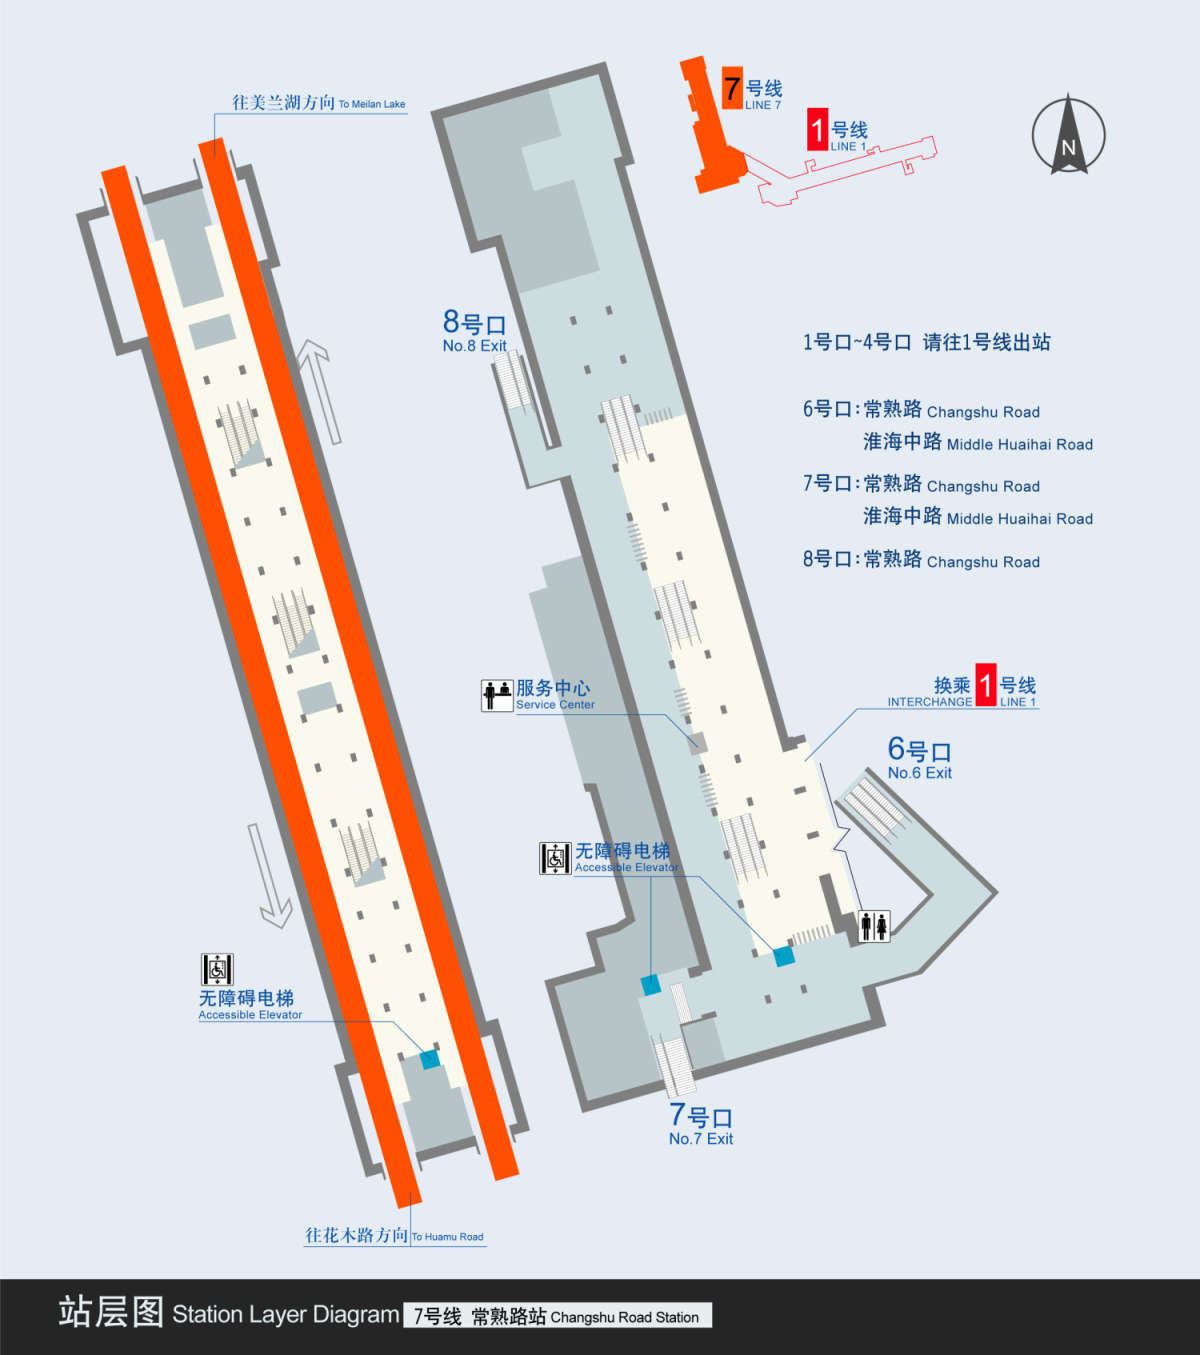 往美兰湖方向 To Meilan Lake
7 号线
LINE 7
1 号线
LINE 1
N
8号口
No.8 Exit
1号口~4号口 请往1号线出站
6号口：常熟路 Changshu Road
淮海中路 Middle Huaihai Road
7号口：常熟路 Changshu Road
淮海中路 Middle Huaihai Road
8号口：常熟路 Changshu Road
服务中心
Service Center
换乘 1 号线
INTERCHANGE LINE 1
6号口
No.6 Exit
无障碍电梯
Accessible Elevator
无障碍电梯
Accessible Elevator
7号口
No.7 Exit
往花木路方向 To Huamu Road
站层图 Station Layer Diagram 7号线 常熟路站 Changshu Road Station